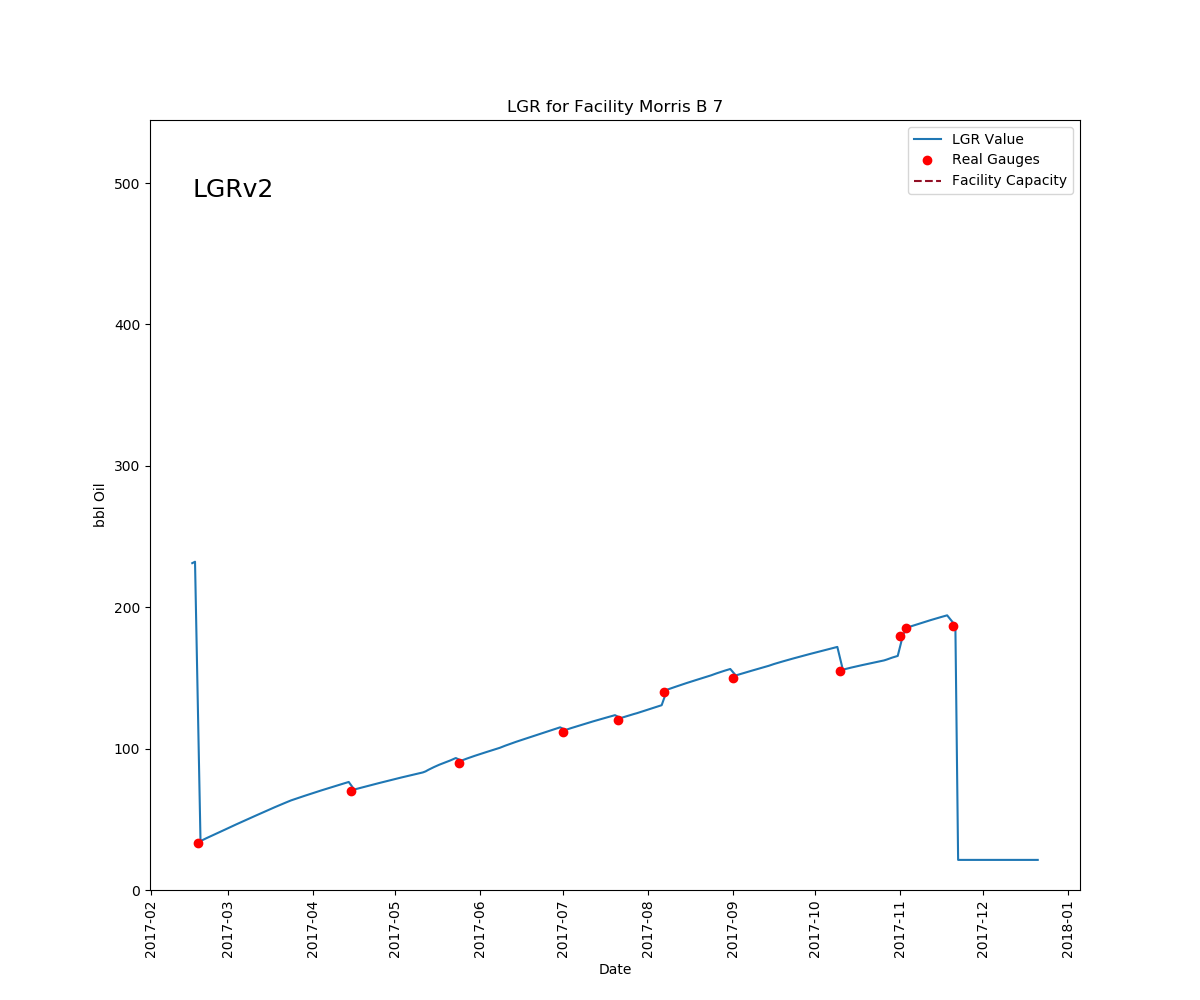 LGR for Facility Morris B 7
LGRv2
LGR Value
Real Gauges
Facility Capacity
bbl Oil
500
400
300
200
100
0
2017-02
2017-03
2017-04
2017-05
2017-06
2017-07
2017-08
2017-09
2017-10
2017-11
2017-12
2018-01
Date